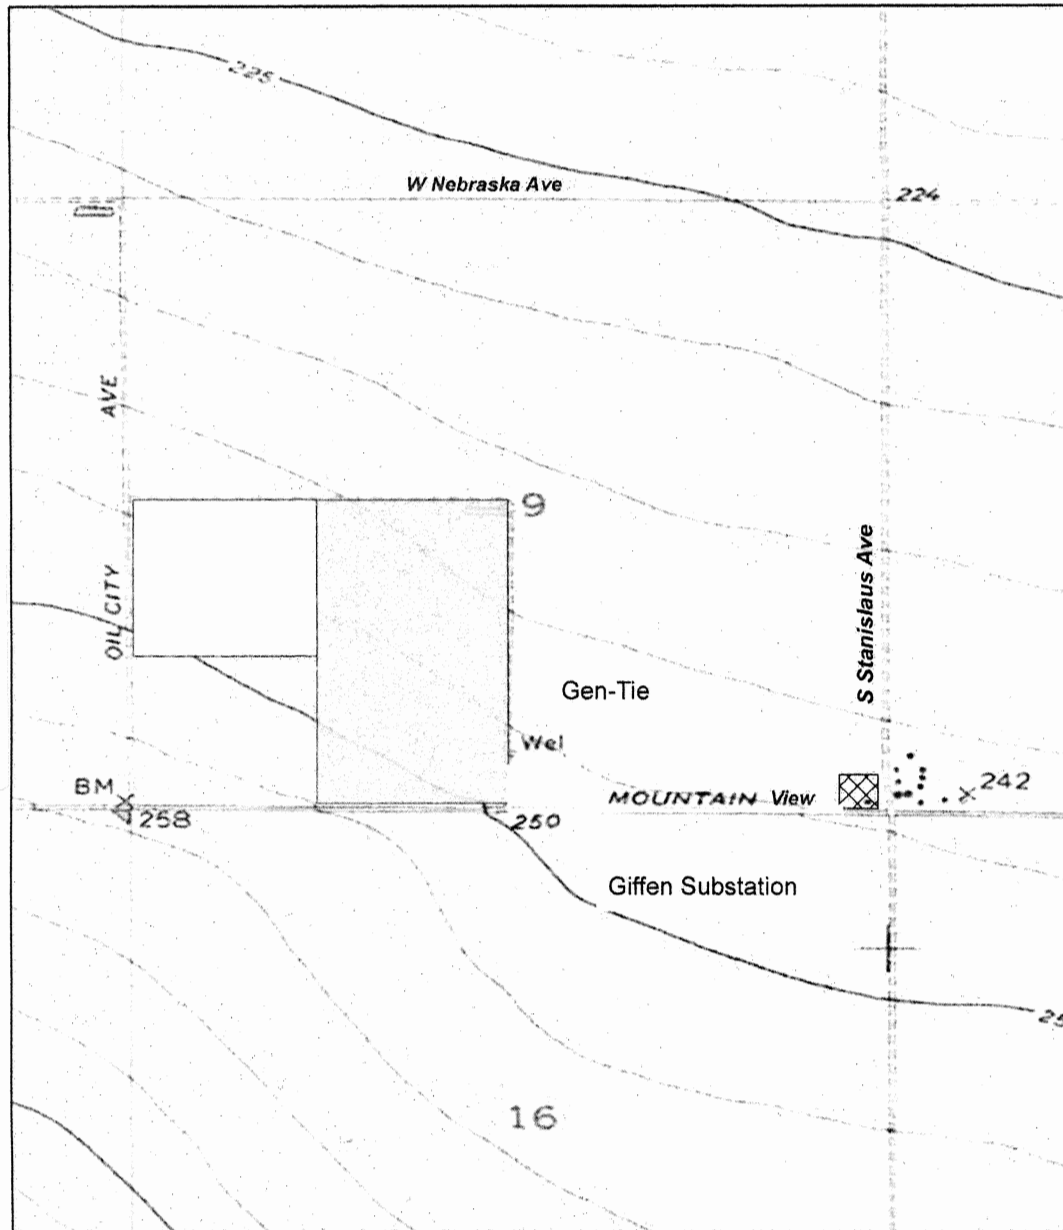 225
W Nebraska Ave
224
AVE
9
OIL CITY
S Stanislaus Ave
Gen-Tie
Wel
BM
258
250
MOUNTAIN View
242
Giffen Substation
25
16